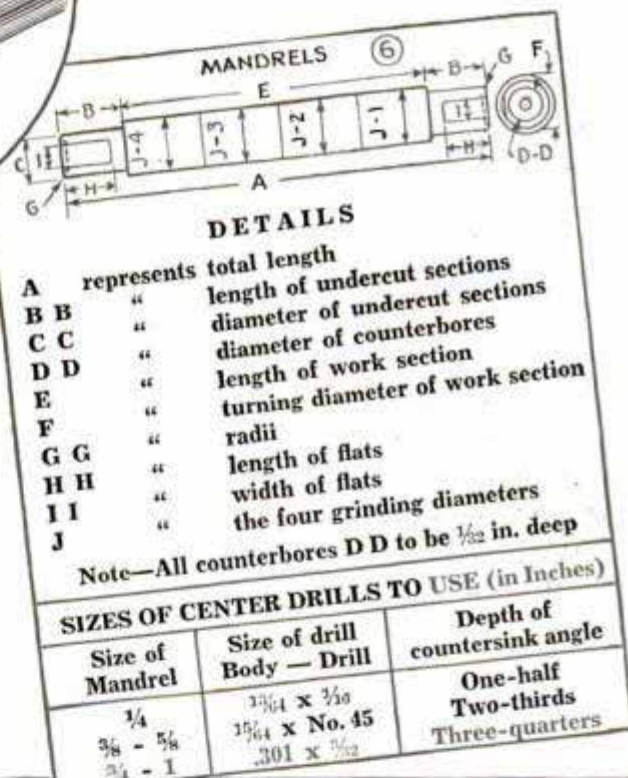 MANDRELS ⑥
B E B G F
C I J-4 J-3 J-2 J-1 I
H A H D-D
G
DETAILS
A represents total length
B B “ length of undercut sections
C C “ diameter of undercut sections
D D “ diameter of counterbores
E “ length of work section
F “ turning diameter of work section
G G “ radii
H H “ length of flats
I I “ width of flats
J “ the four grinding diameters
Note—All counterbores D D to be 1/32 in. deep
SIZES OF CENTER DRILLS TO USE (in Inches)
Size of Mandrel
Size of drill Body — Drill
Depth of countersink angle
1/4 x One-half
3/8 - 5/8 x No. 45 Two-thirds
3/4 - 1 .301 x Three-quarters